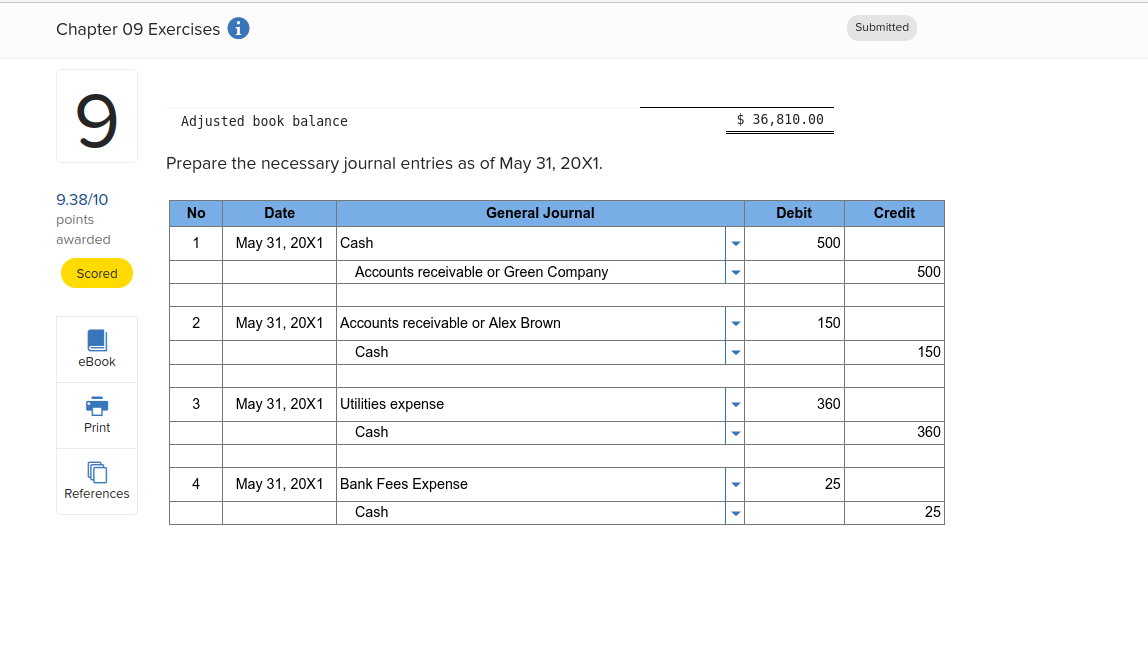 Chapter 09 Exercises i
Submitted
9
9.38/10
points
awarded
Scored
eBook
Print
References
Adjusted book balance $ 36,810.00
Prepare the necessary journal entries as of May 31, 20X1.
No Date General Journal Debit Credit
1 May 31, 20X1 Cash 500
Accounts receivable or Green Company 500
2 May 31, 20X1 Accounts receivable or Alex Brown 150
Cash 150
3 May 31, 20X1 Utilities expense 360
Cash 360
4 May 31, 20X1 Bank Fees Expense 25
Cash 25